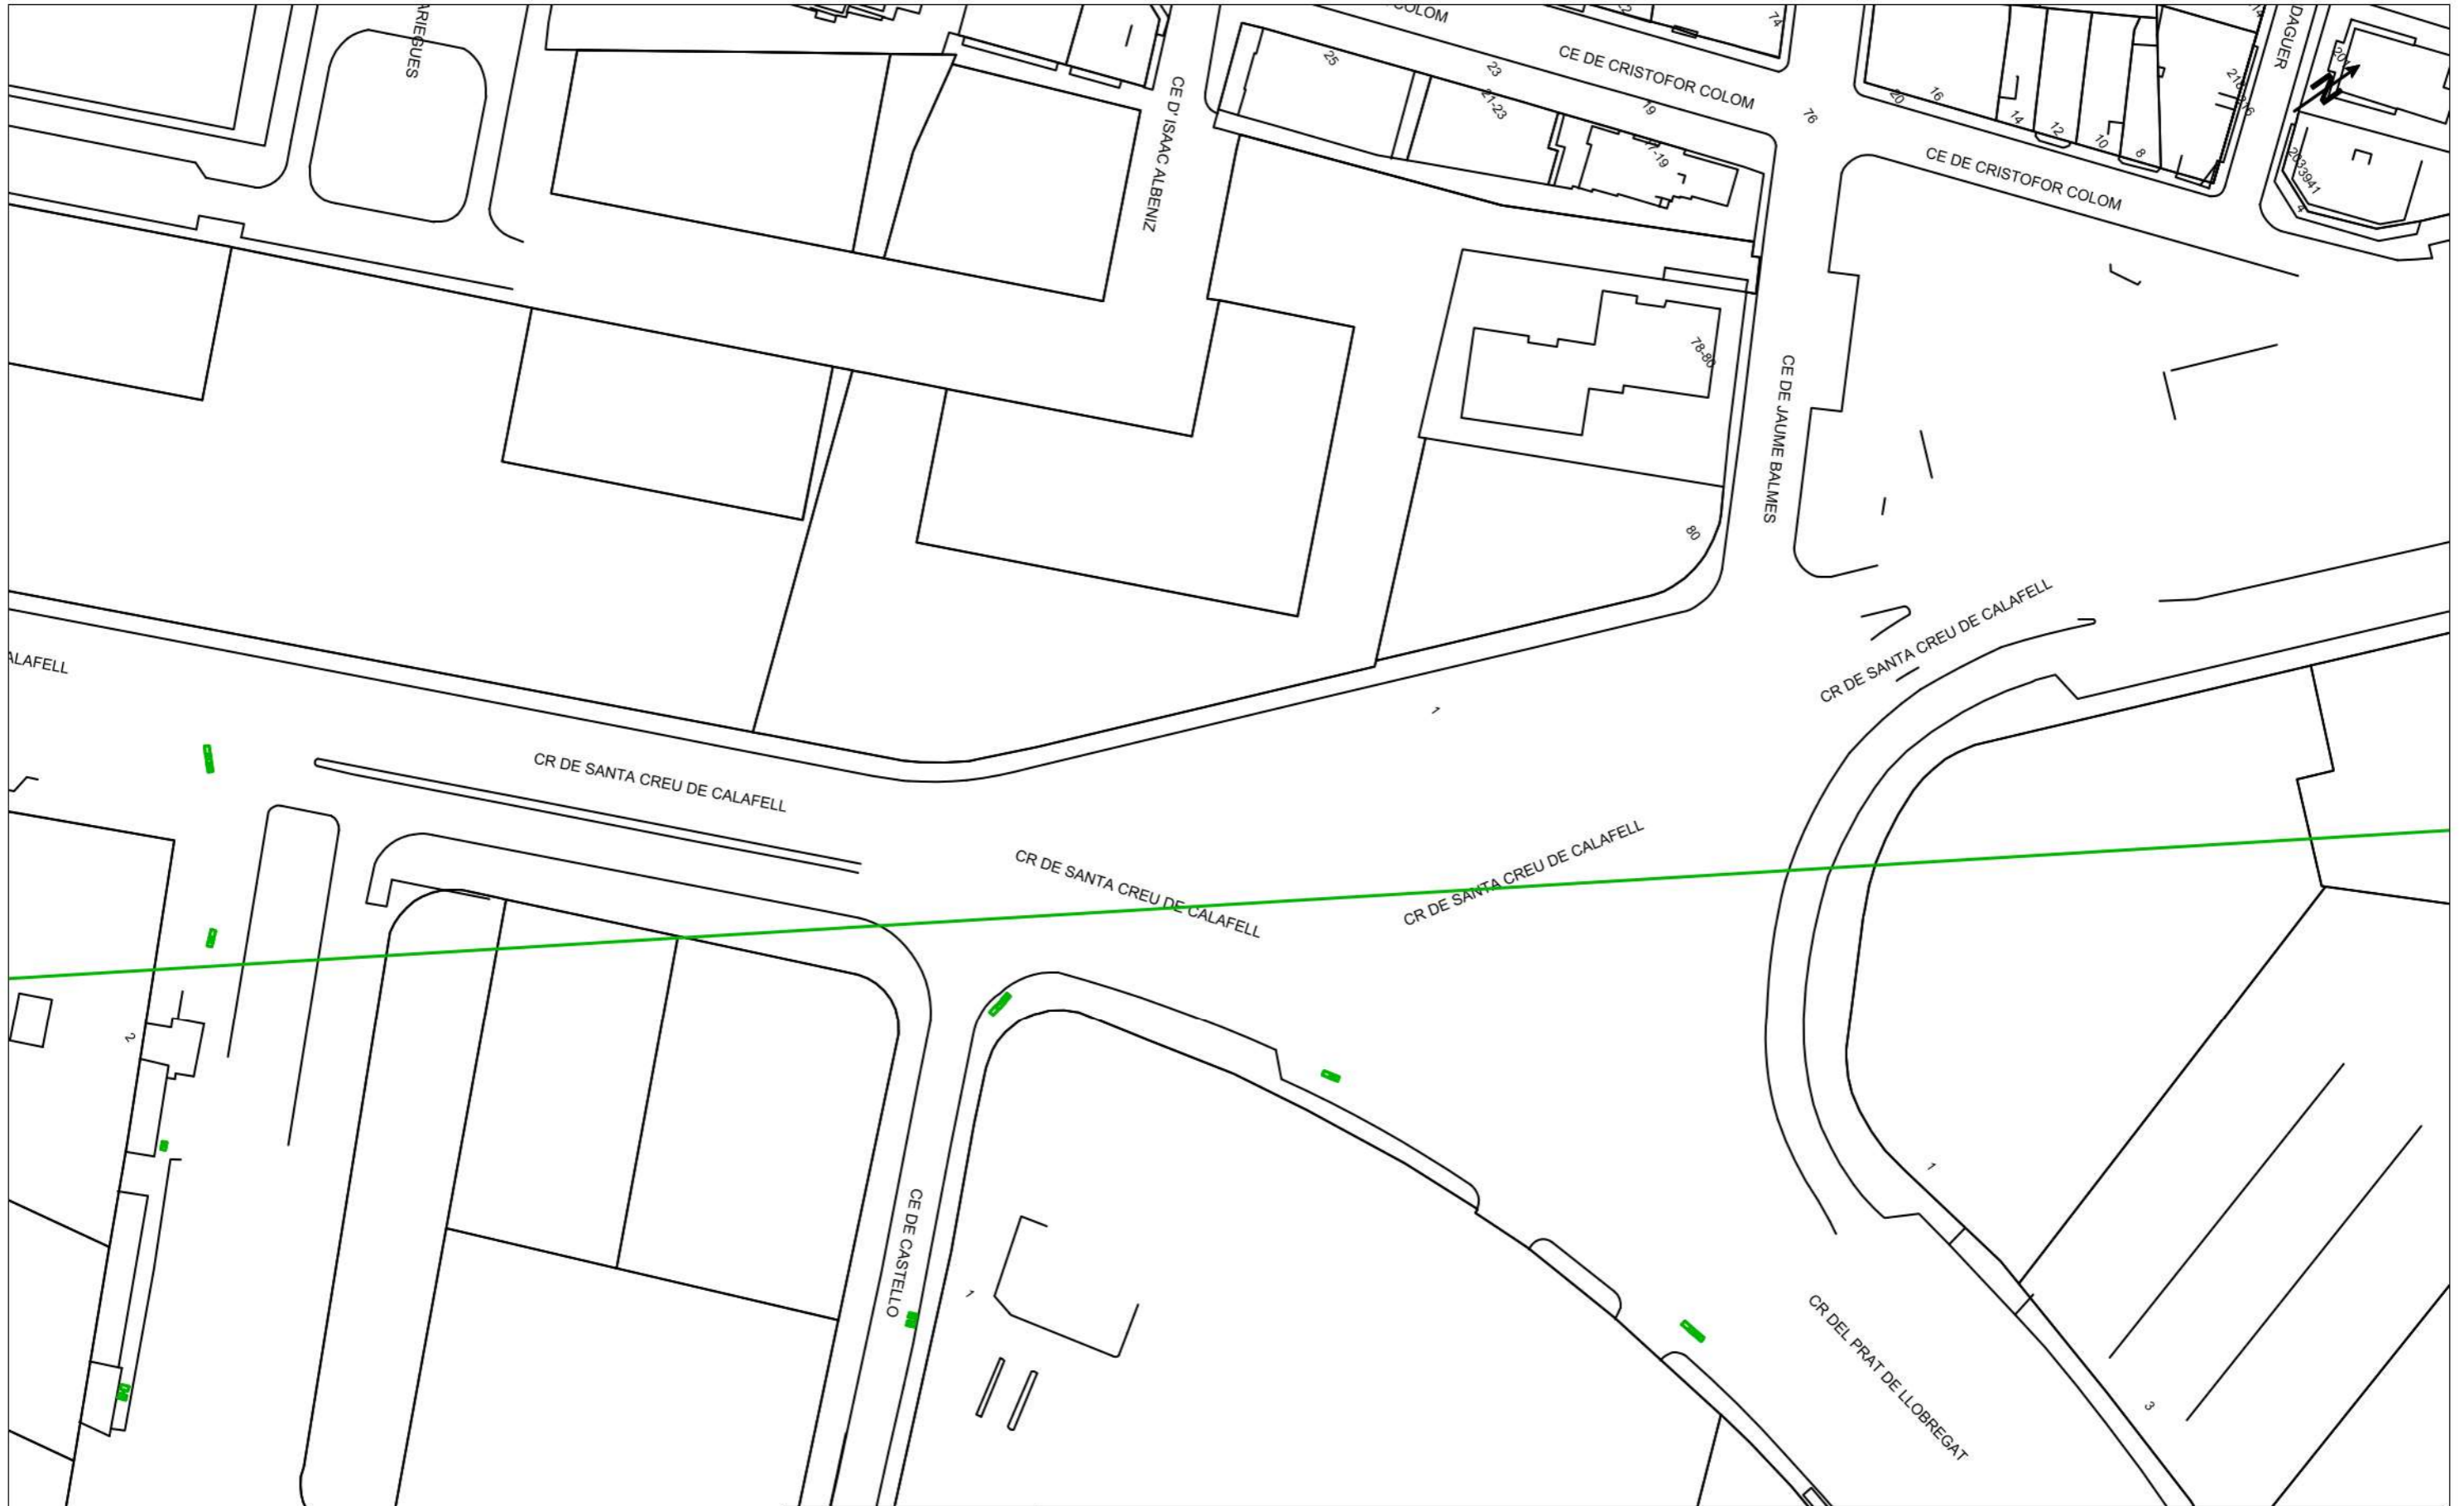 COLOM
74
CE DE CRISTOFOR COLOM
25
23
21-23
19
17-19
76
20
16
14
12
10
8
CE DE CRISTOFOR COLOM
N
4
CE D'ISAAC ALBENIZ
78-80
CE DE JAUME BALMES
80
CR DE SANTA CREU DE CALAFELL
ALAFELL
1
CR DE SANTA CREU DE CALAFELL
CR DE SANTA CREU DE CALAFELL
CR DE SANTA CREU DE CALAFELL
2
1
CE DE CASTELLO
1
CR DEL PRAT DE LLOBREGAT
3